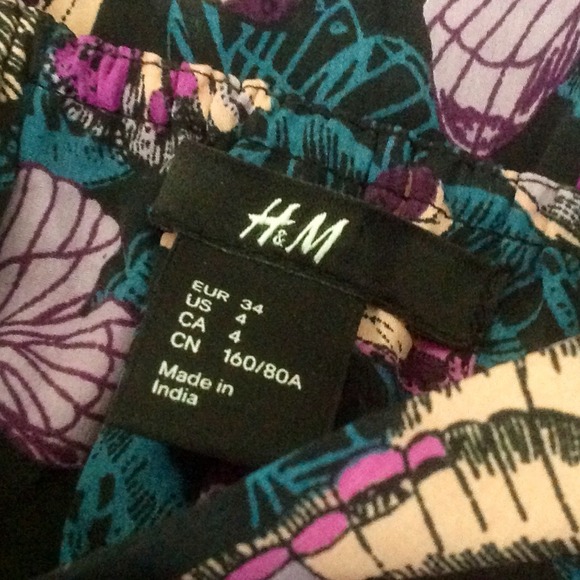 H&M
EUR 34
US 4
CA 4
CN 160/80A
Made in
India